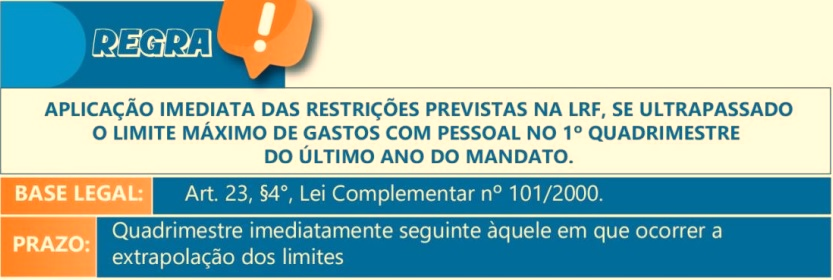 REGRA
!
APLICAÇÃO IMEDIATA DAS RESTRIÇÕES PREVISTAS NA LRF, SE ULTRAPASSADO
O LIMITE MÁXIMO DE GASTOS COM PESSOAL NO 1º QUADRIMESTRE
DO ÚLTIMO ANO DO MANDATO.
BASE LEGAL: Art. 23, §4°, Lei Complementar nº 101/2000.
PRAZO: Quadrimestre imediatamente seguinte àquele em que ocorrer a
extrapolação dos limites